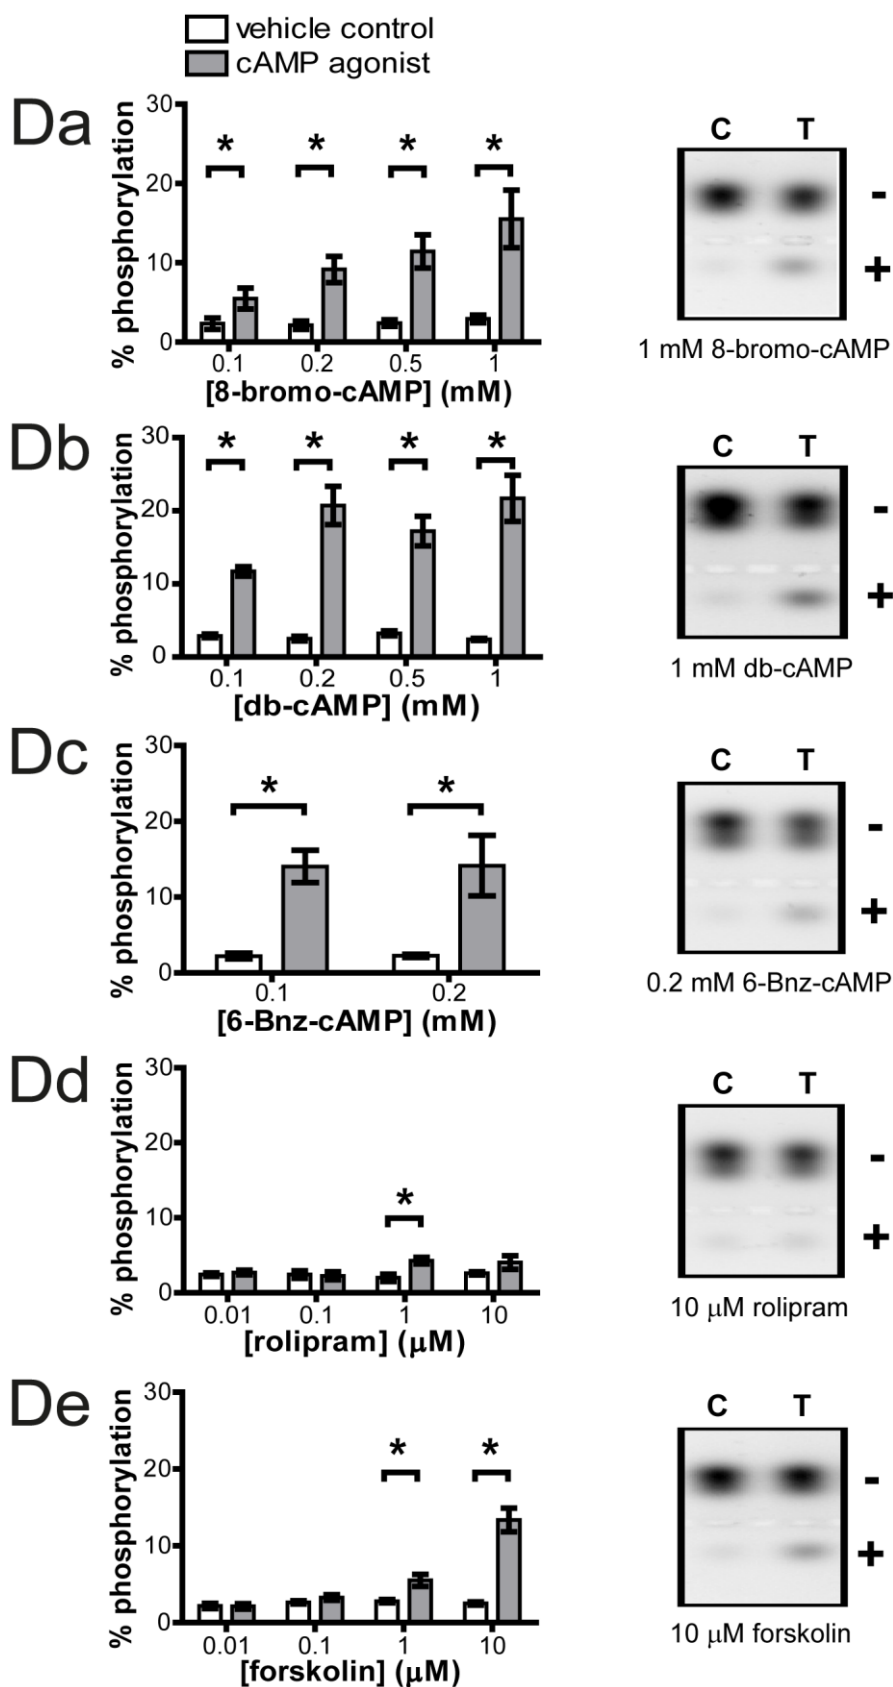 vehicle control
cAMP agonist
Da
% phosphorylation
30
20
10
0
* * * *
0.1 0.2 0.5 1
[8-bromo-cAMP] (mM)
C T
-
+
1 mM 8-bromo-cAMP
Db
% phosphorylation
30
20
10
0
* * * *
0.1 0.2 0.5 1
[db-cAMP] (mM)
C T
-
+
1 mM db-cAMP
Dc
% phosphorylation
30
20
10
0
* *
0.1 0.2
[6-Bnz-cAMP] (mM)
C T
-
+
0.2 mM 6-Bnz-cAMP
Dd
% phosphorylation
30
20
10
0
*
0.01 0.1 1 10
[rolipram] (μM)
C T
-
+
10 μM rolipram
De
% phosphorylation
30
20
10
0
* *
0.01 0.1 1 10
[forskolin] (μM)
C T
-
+
10 μM forskolin